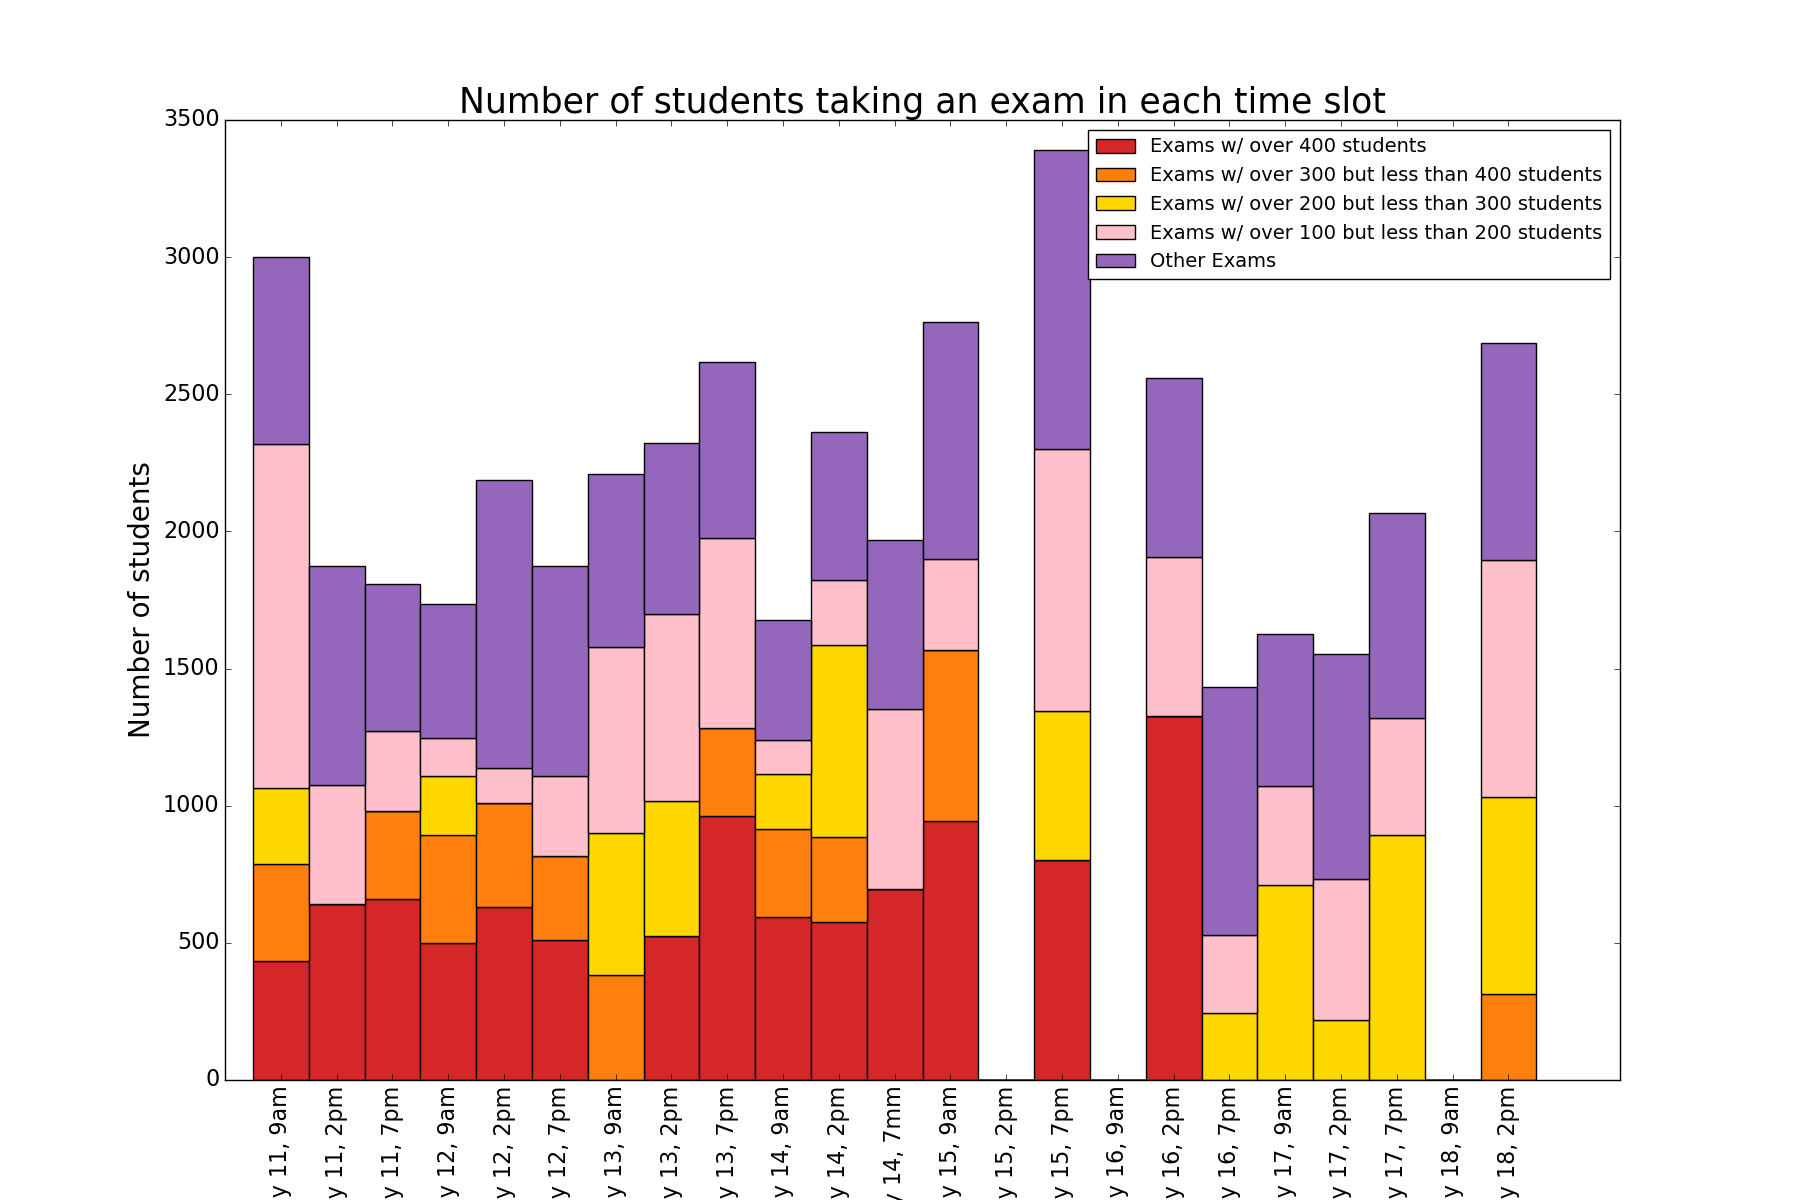 Number of students taking an exam in each time slot
Exams w/ over 400 students
Exams w/ over 300 but less than 400 students
Exams w/ over 200 but less than 300 students
Exams w/ over 100 but less than 200 students
Other Exams
Number of students
3500
3000
2500
2000
1500
1000
500
0
y 11, 9am
y 11, 2pm
y 11, 7pm
y 12, 9am
y 12, 2pm
y 12, 7pm
y 13, 9am
y 13, 2pm
y 13, 7pm
y 14, 9am
y 14, 2pm
y 14, 7mm
y 15, 9am
y 15, 2pm
y 15, 7pm
y 16, 9am
y 16, 2pm
y 16, 7pm
y 17, 9am
y 17, 2pm
y 17, 7pm
y 18, 9am
y 18, 2pm